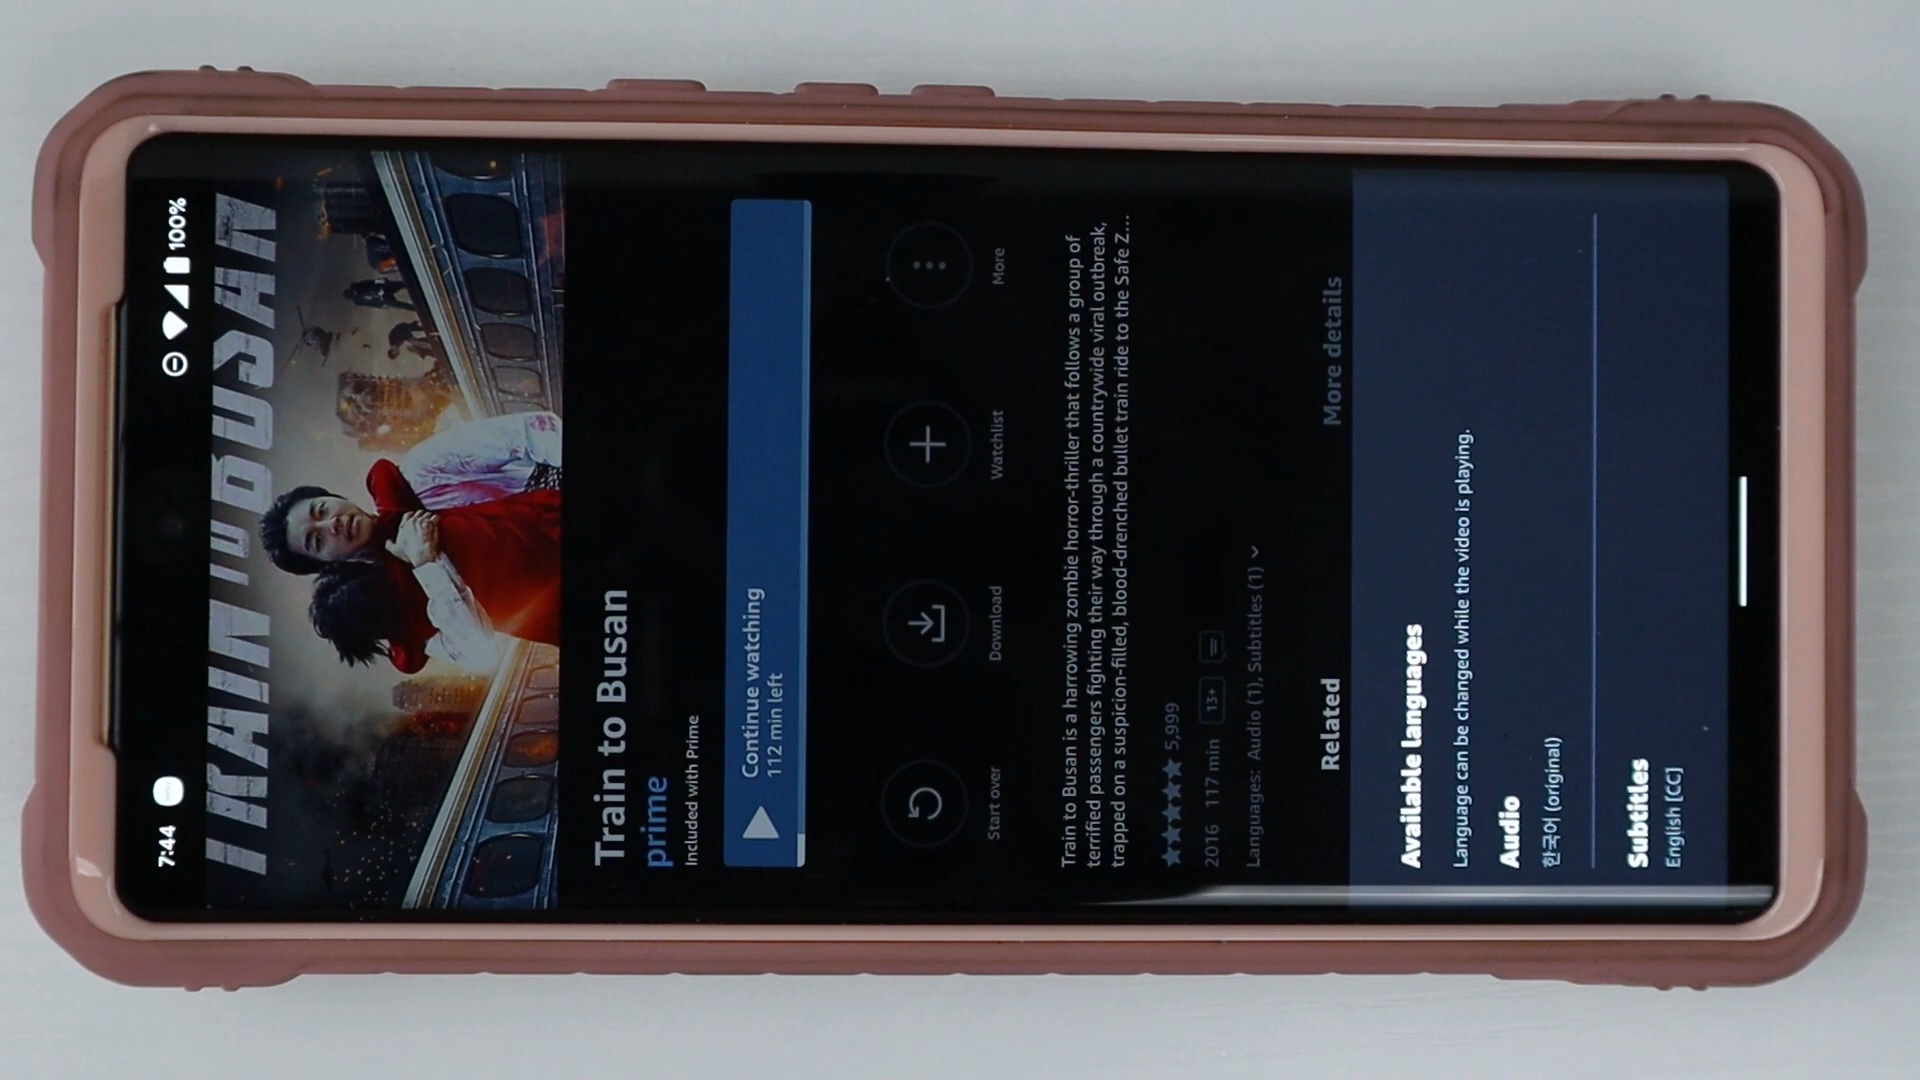 7:44
100%
TRAIN TO BUSAN
Train to Busan
prime
Included with Prime
Continue watching
112 min left
Start over
Download
Watchlist
More
Train to Busan is a harrowing zombie horror-thriller that follows a group of
terrified passengers fighting their way through a countrywide viral outbreak,
trapped on a suspicion-filled, blood-drenched bullet train ride to the Safe Z...
5,999
2016 117 min 13+
Languages: Audio (1), Subtitles (1)
Related
More details
Available languages
Language can be changed while the video is playing.
Audio
한국어 (original)
Subtitles
English [CC]